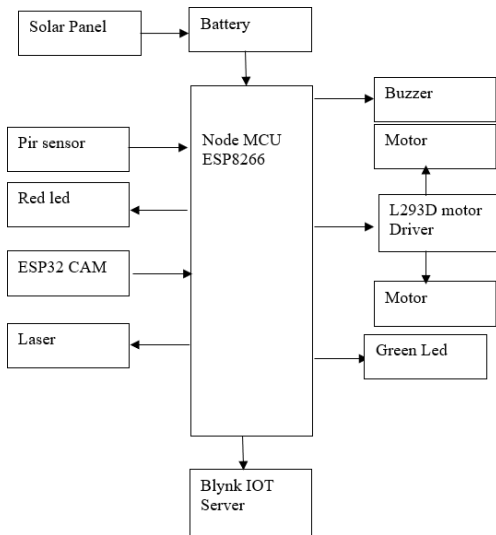 Solar Panel
Battery
Node MCU
ESP8266
Buzzer
Motor
Pir sensor
Red led
L293D motor
Driver
ESP32 CAM
Motor
Laser
Green Led
Blynk IOT
Server